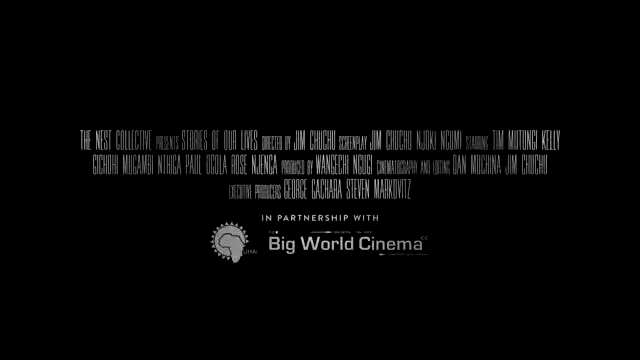 THE NEST COLLECTIVE PRESENTS STORIES OF OUR LIVES DIRECTED BY JIM CHUCHU SCREENPLAY JIM CHUCHU NJOKI NGUMI STARRING TIM MUTUNGI KELLY
GICHOHI MUGAMBI NTHIGA PAUL OGOLA ROSE NJENGA PRODUCED BY WANGECHI NGUGI CINEMATOGRAPHY AND EDITING DAN MUCHINA JIM CHUCHU
EXECUTIVE PRODUCERS GEORGE GACHARA STEVEN MARKOVITZ
IN PARTNERSHIP WITH
Big World Cinema CC